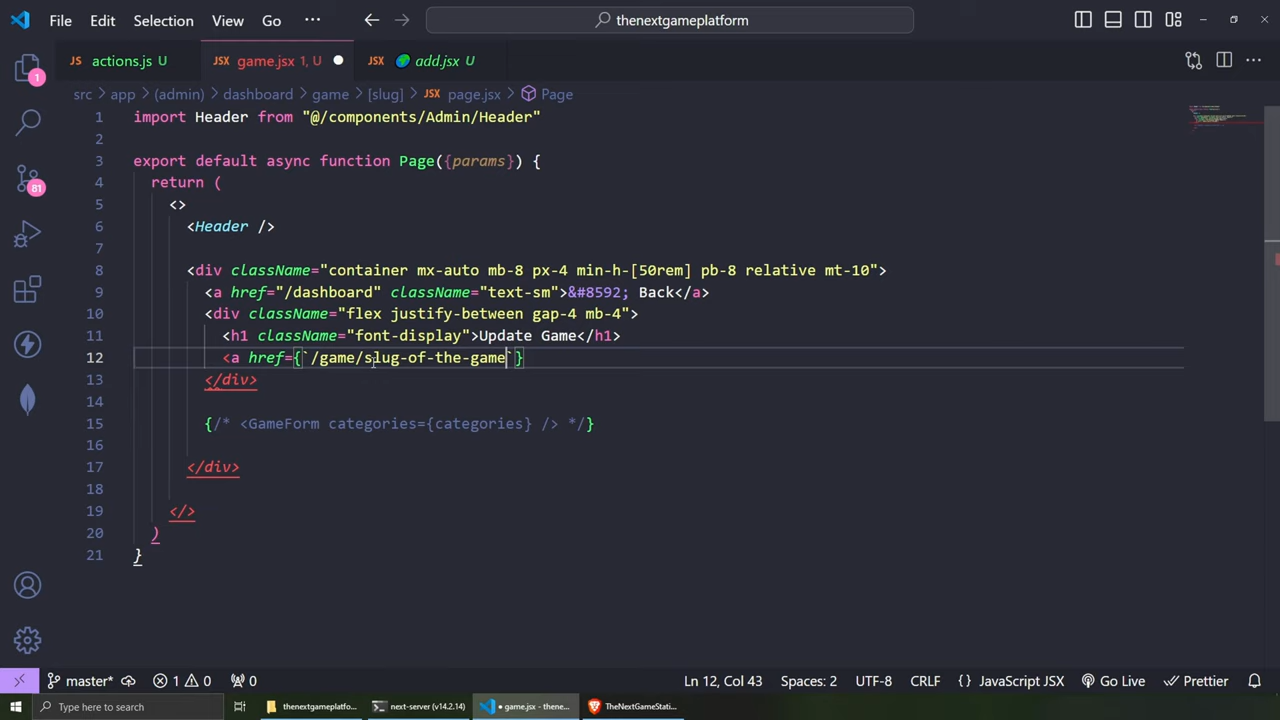 File Edit Selection View Go ··· thenextgameplatform
JS actions.js U JSX game.jsx 1, U JSX add.jsx U
src > app > (admin) > dashboard > game > [slug] > JSX page.jsx > Page
1 import Header from "@/components/Admin/Header"
2
3 export default async function Page({params}) {
4 return (
5 <>
6 <Header />
7
8 <div className="container mx-auto mb-8 px-4 min-h-[50rem] pb-8 relative mt-10">
9 <a href="/dashboard" className="text-sm">&#8592; Back</a>
10 <div className="flex justify-between gap-4 mb-4">
11 <h1 className="font-display">Update Game</h1>
12 <a href={`/game/slug-of-the-game`}
13 </div>
14
15 {/* <GameForm categories={categories} /> */}
16
17 </div>
18
19 </>
20 )
21 }
1
81
master* 1 0 0 Ln 12, Col 43 Spaces: 2 UTF-8 CRLF {} JavaScript JSX Go Live Prettier
Type here to search thenextgameplatfo... next-server (v14.2.14) ● game.jsx - thene... TheNextGameStatio...